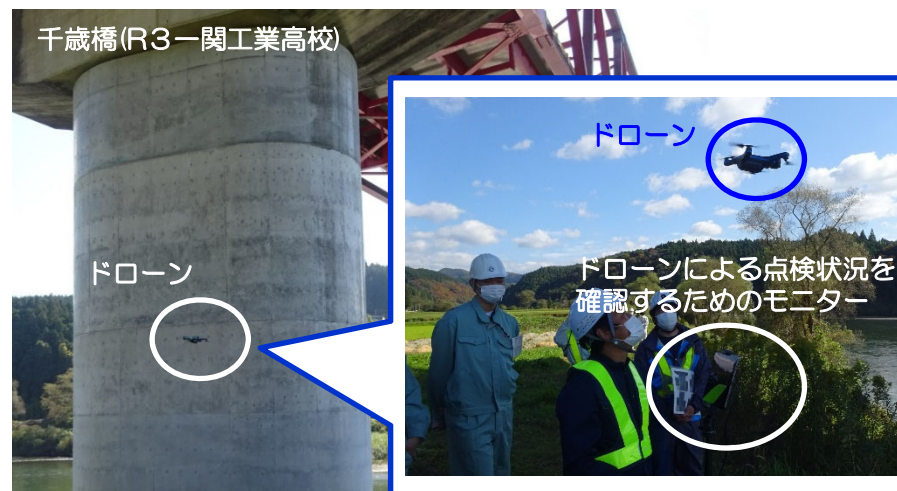 千歳橋(R3一関工業高校)
ドローン
ドローン
ドローンによる点検状況を
確認するためのモニター